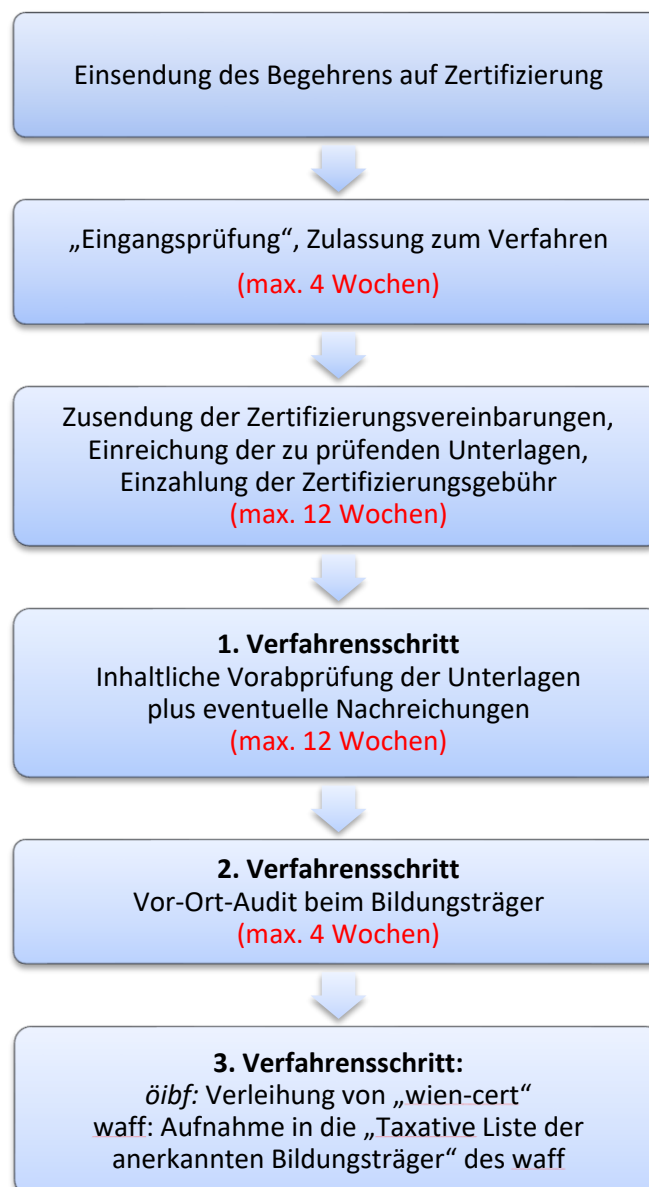 Einsendung des Begehrens auf Zertifizierung
„Eingangsprüfung“, Zulassung zum Verfahren
(max. 4 Wochen)
Zusendung der Zertifizierungsvereinbarungen,
Einreichung der zu prüfenden Unterlagen,
Einzahlung der Zertifizierungsgebühr
(max. 12 Wochen)
1. Verfahrensschritt
Inhaltliche Vorabprüfung der Unterlagen
plus eventuelle Nachreichungen
(max. 12 Wochen)
2. Verfahrensschritt
Vor-Ort-Audit beim Bildungsträger
(max. 4 Wochen)
3. Verfahrensschritt:
öibf: Verleihung von „wien-cert“
waff: Aufnahme in die „Taxative Liste der
anerkannten Bildungsträger“ des waff